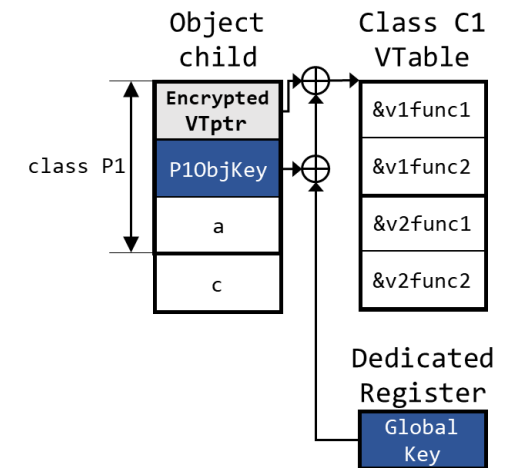 Object
child
Class C1
VTable
Encrypted
VTptr
&v1func1
class P1
P1ObjKey
&v1func2
a
&v2func1
c
&v2func2
Dedicated
Register
Global
Key